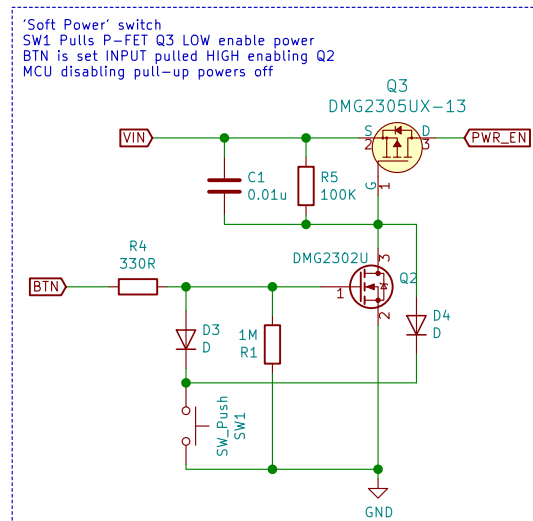 'Soft Power' switch
SW1 Pulls P-FET Q3 LOW enable power
BTN is set INPUT pulled HIGH enabling Q2
MCU disabling pull-up powers off
Q3
DMG2305UX-13
VIN
S
D
PWR_EN
2
3
C1
0.01u
R5
100K
G
1
R4
330R
DMG2302U
3
Q2
BTN
1
2
D3
D
1M
R1
D4
D
SW_Push
SW1
GND